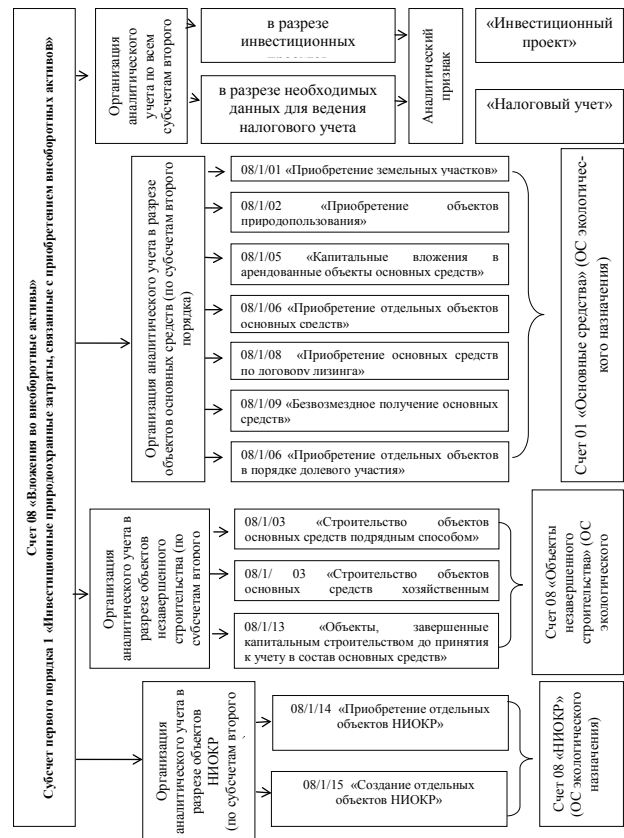 Счет 08 «Вложения во внеоборотные активы»
Субсчет первого порядка 1 «Инвестиционные природоохранные затраты, связанные с приобретением внеоборотных активов»
Организация
аналитического
учета по всем
субсчетам второго
в разрезе
инвестиционных
в разрезе необходимых
данных для ведения
налогового учета
Аналитический
признак
«Инвестиционный
проект»
«Налоговый учет»
Организация аналитического учета в разрезе
объектов основных средств (по субсчетам второго
порядка)
08/1/01 «Приобретение земельных участков»
08/1/02 «Приобретение объектов
природопользования»
08/1/05 «Капитальные вложения в
арендованные объекты основных средств»
08/1/06 «Приобретение отдельных объектов
основных средств»
08/1/08 «Приобретение основных средств
по договору лизинга»
08/1/09 «Безвозмездное получение основных
средств»
08/1/06 «Приобретение отдельных объектов
в порядке долевого участия»
Счет 01 «Основные средства» (ОС экологичес-
кого назначения)
Организация
аналитического учета в
разрезе объектов
незавершенного
строительства (по
субсчетам второго
08/1/03 «Строительство объектов
основных средств подрядным способом»
08/1/ 03 «Строительство объектов
основных средств хозяйственным
08/1/13 «Объекты, завершенные
капитальным строительством до принятия
к учету в состав основных средств»
Счет 08 «Объекты
незавершенного
строительства» (ОС
экологического
Организация
аналитического учета в
разрезе объектов
НИОКР
(по субсчетам второго
08/1/14 «Приобретение отдельных
объектов НИОКР»
08/1/15 «Создание отдельных
объектов НИОКР»
Счет 08 «НИОКР»
(ОС экологического
назначения)